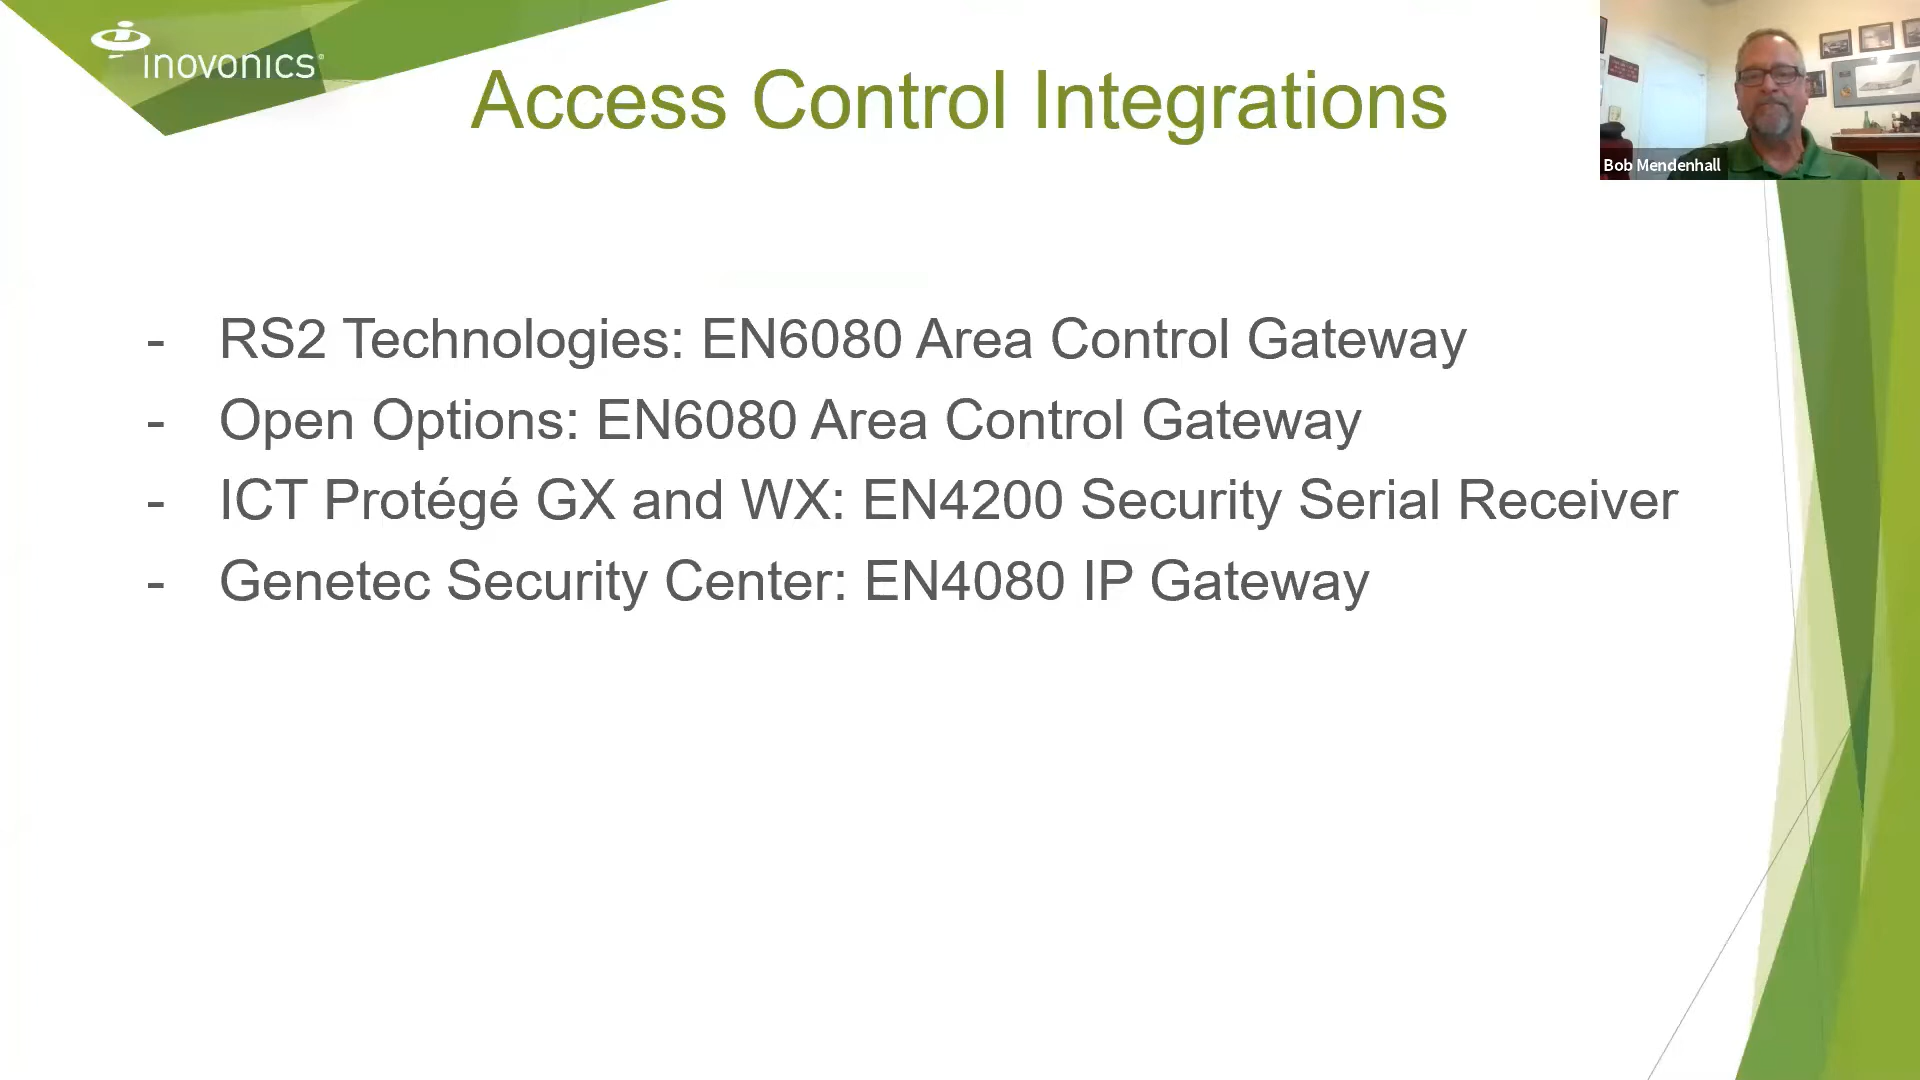 inovonics®
Access Control Integrations
Bob Mendenhall
- RS2 Technologies: EN6080 Area Control Gateway
- Open Options: EN6080 Area Control Gateway
- ICT Protégé GX and WX: EN4200 Security Serial Receiver
- Genetec Security Center: EN4080 IP Gateway